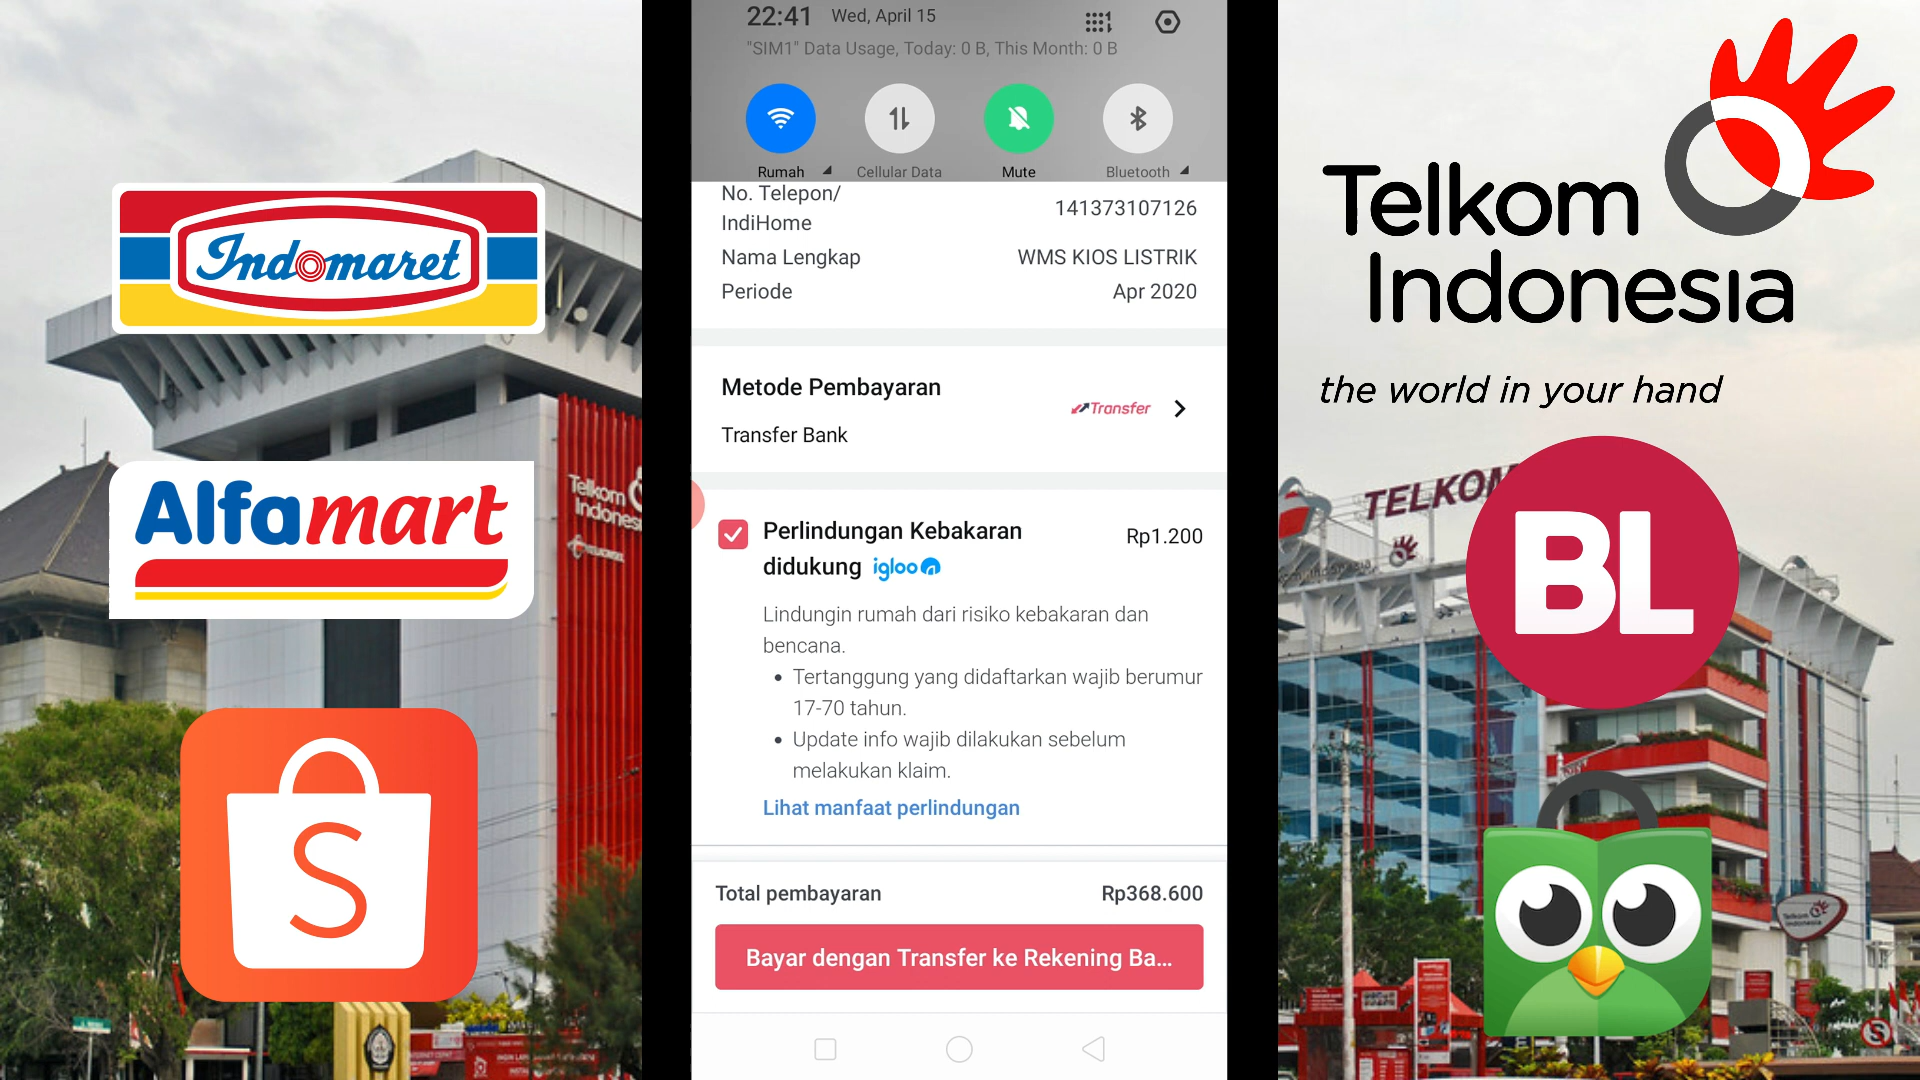 Indomaret
Alfamart
S
Telkom
Indonesia
22:41 Wed, April 15
"SIM1" Data Usage, Today: 0 B, This Month: 0 B
Rumah
Cellular Data
Mute
Bluetooth
No. Telepon/
IndiHome
141373107126
Nama Lengkap
WMS KIOS LISTRIK
Periode
Apr 2020
Metode Pembayaran
Transfer
Transfer Bank
Perlindungan Kebakaran
didukung igloo
Rp1.200
Lindungin rumah dari risiko kebakaran dan
bencana.
• Tertanggung yang didaftarkan wajib berumur
17-70 tahun.
• Update info wajib dilakukan sebelum
melakukan klaim.
Lihat manfaat perlindungan
Total pembayaran
Rp368.600
Bayar dengan Transfer ke Rekening Ba...
Telkom
Indonesia
the world in your hand
TELKOM
BL
Telkom
Indonesia